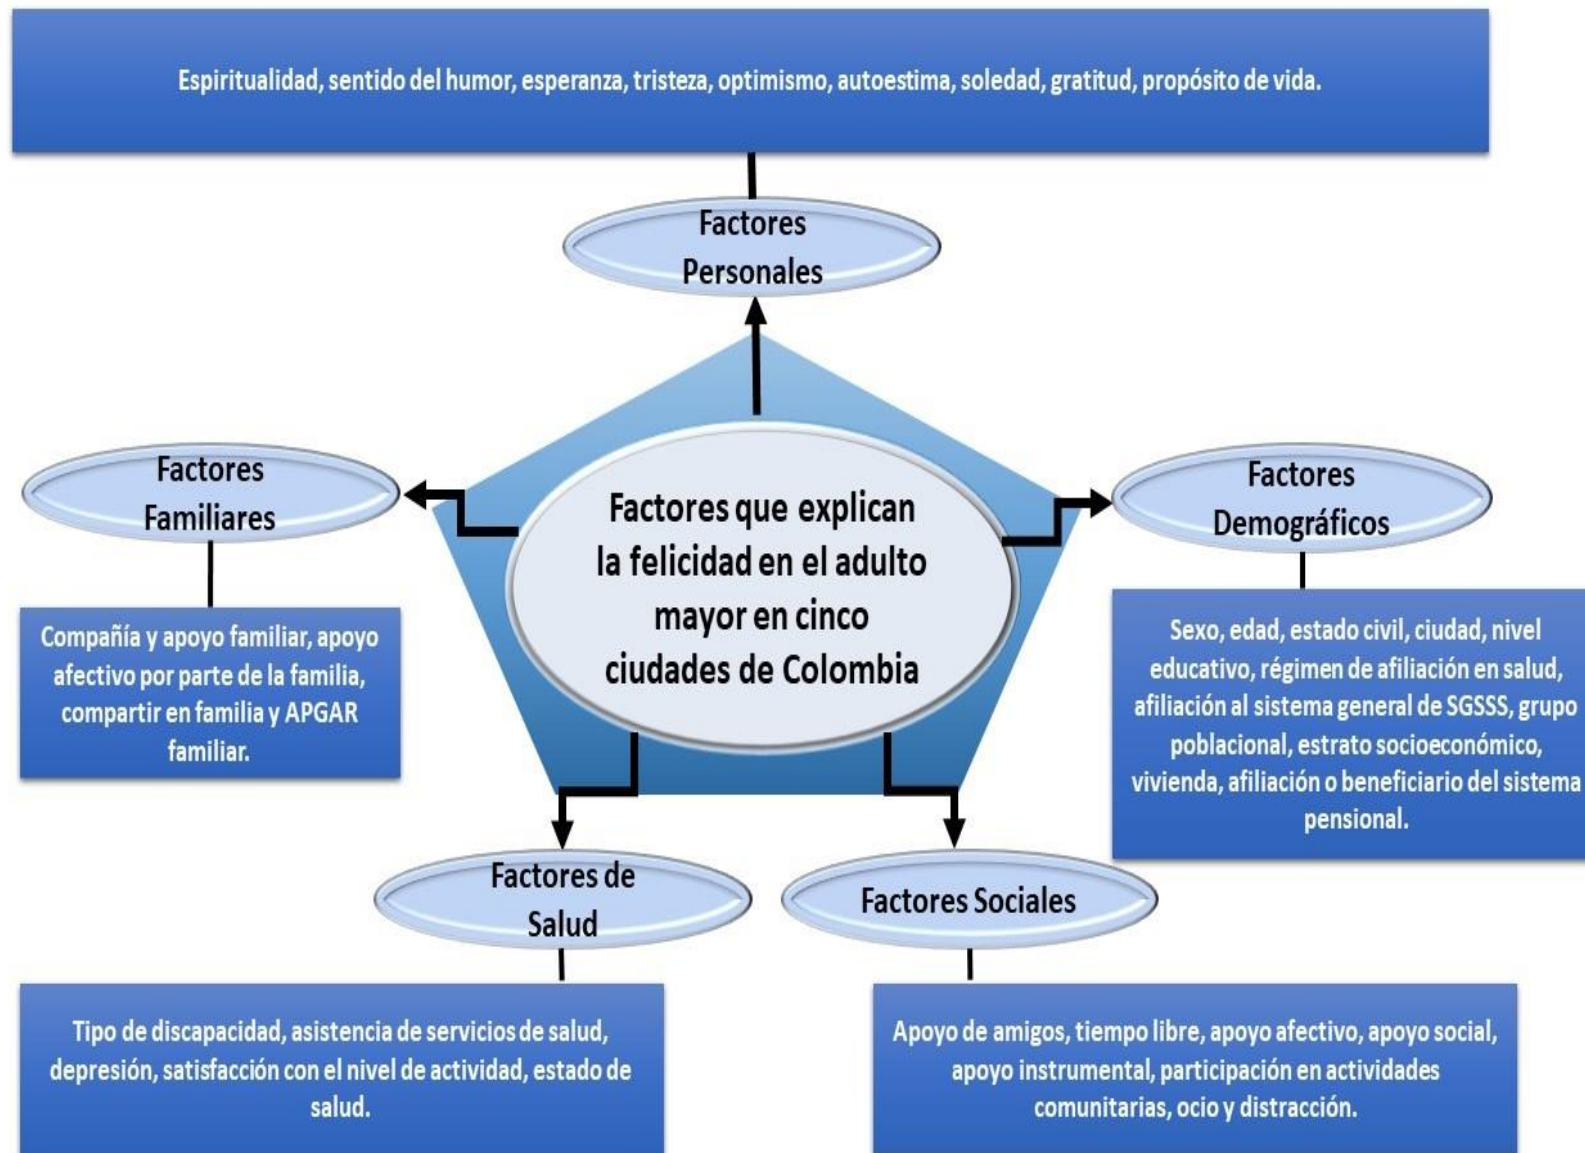 Espiritualidad, sentido del humor, esperanza, tristeza, optimismo, autoestima, soledad, gratitud, propósito de vida.
Factores
Personales
Factores
Familiares
Factores que explican
la felicidad en el adulto
mayor en cinco
ciudades de Colombia
Factores
Demográficos
Compañía y apoyo familiar, apoyo
afectivo por parte de la familia,
compartir en familia y APGAR
familiar.
Sexo, edad, estado civil, ciudad, nivel
educativo, régimen de afiliación en salud,
afiliación al sistema general de SGSSS, grupo
poblacional, estrato socioeconómico,
vivienda, afiliación o beneficiario del sistema
pensional.
Factores de
Salud
Factores Sociales
Tipo de discapacidad, asistencia de servicios de salud,
depresión, satisfacción con el nivel de actividad, estado de
salud.
Apoyo de amigos, tiempo libre, apoyo afectivo, apoyo social,
apoyo instrumental, participación en actividades
comunitarias, ocio y distracción.